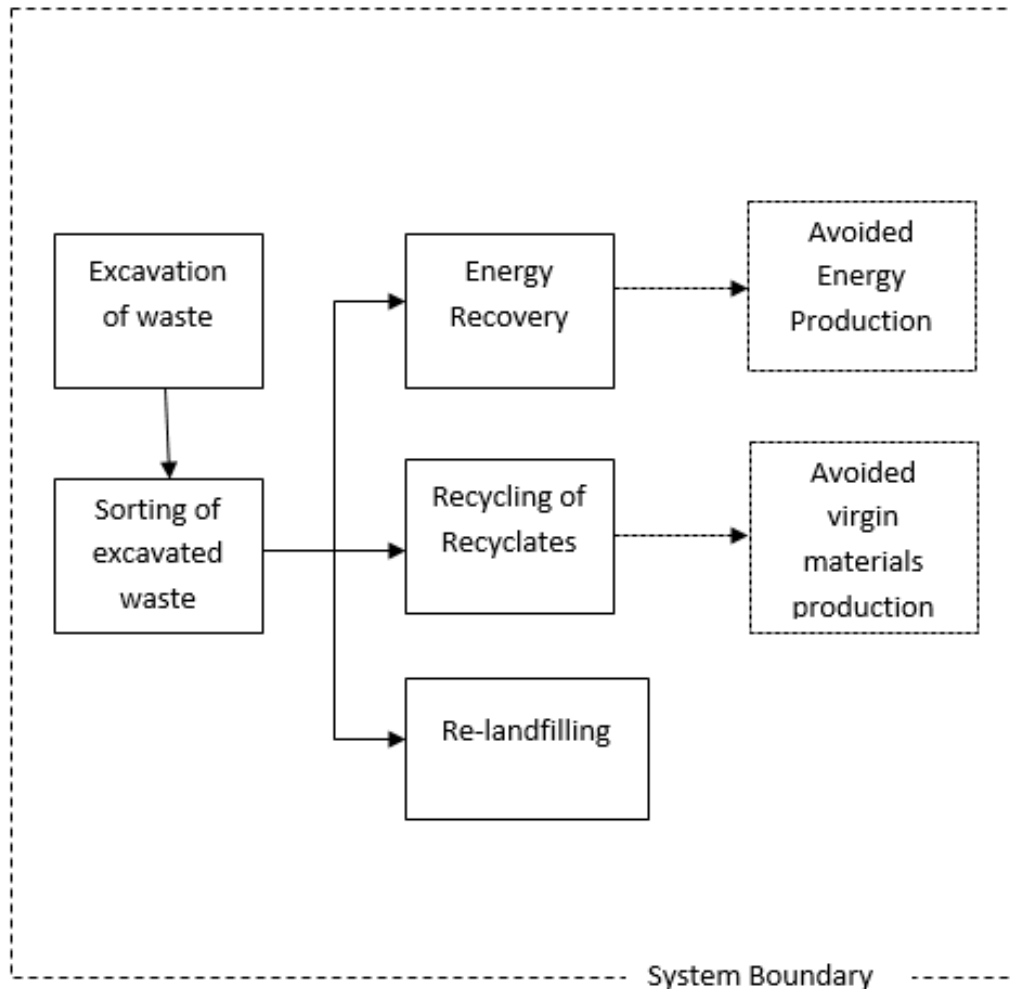 Excavation
of waste
Sorting of
excavated
waste
Energy
Recovery
Recycling of
Recyclates
Re-landfilling
Avoided
Energy
Production
Avoided
virgin
materials
production
System Boundary